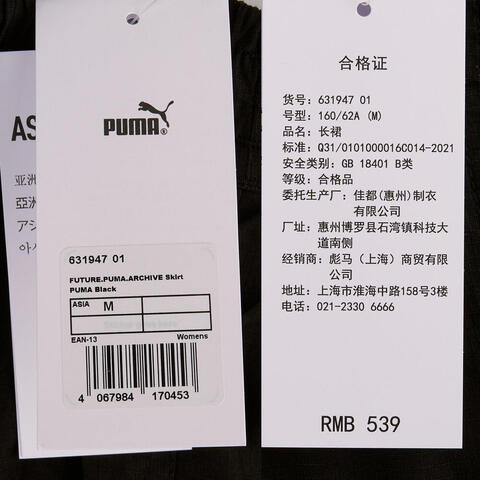 AS
亚洲
亞洲
アシ
아시
PUMA
631947 01
FUTURE.PUMA.ARCHIVE Skirt
PUMA Black
ASIA M
EAN-13 Womens
4 067984 170453
合格证
货号: 631947 01
号型: 160/62A (M)
品名: 长裙
标准: Q31/0101000016C014-2021
安全类别: GB 18401 B类
等级: 合格品
委托生产厂: 佳都(惠州)制衣
有限公司
厂址: 惠州博罗县石湾镇科技大
道南侧
经销商: 彪马（上海）商贸有限
公司
地址: 上海市淮海中路158号3楼
电话: 021-2330 6666
RMB 539